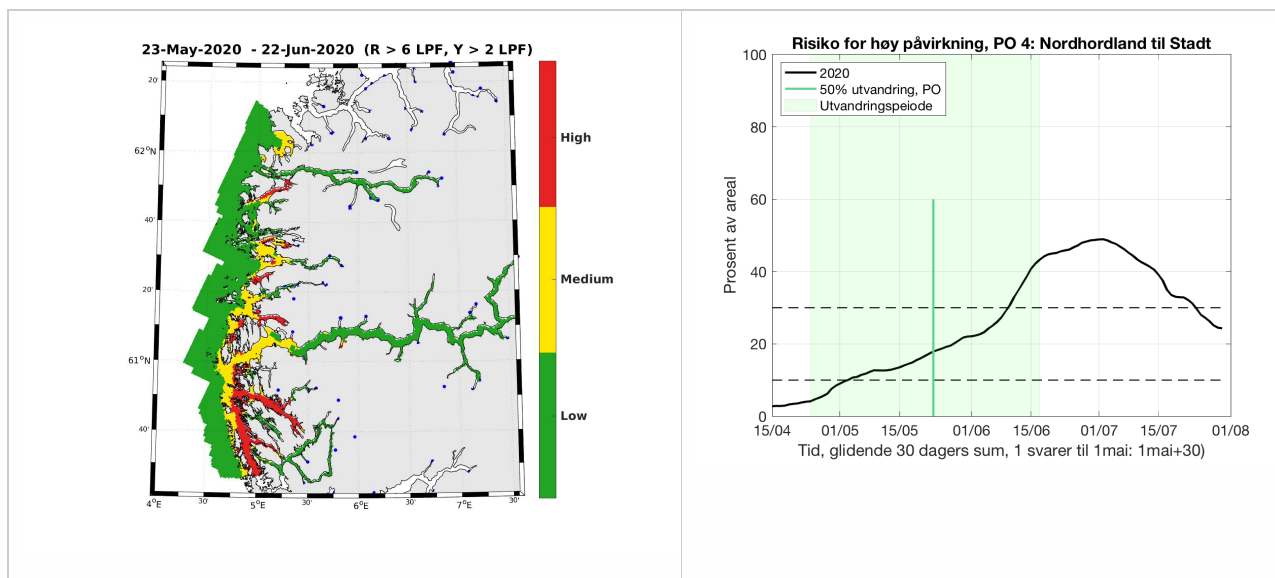 23-May-2020 - 22-Jun-2020 (R > 6 LPF, Y > 2 LPF)
20'
62°N
40'
20'
61°N
40'
4°E
30'
5°E
30'
6°E
30'
7°E
30'
High
Medium
Low
Risiko for høy påvirkning, PO 4: Nordhordland til Stadt
2020
50% utvandring, PO
Utvandringspeiode
100
80
60
40
20
0
Prosent av areal
15/04 01/05 15/05 01/06 15/06 01/07 15/07 01/08
Tid, glidende 30 dagers sum, 1 svarer til 1mai: 1mai+30)